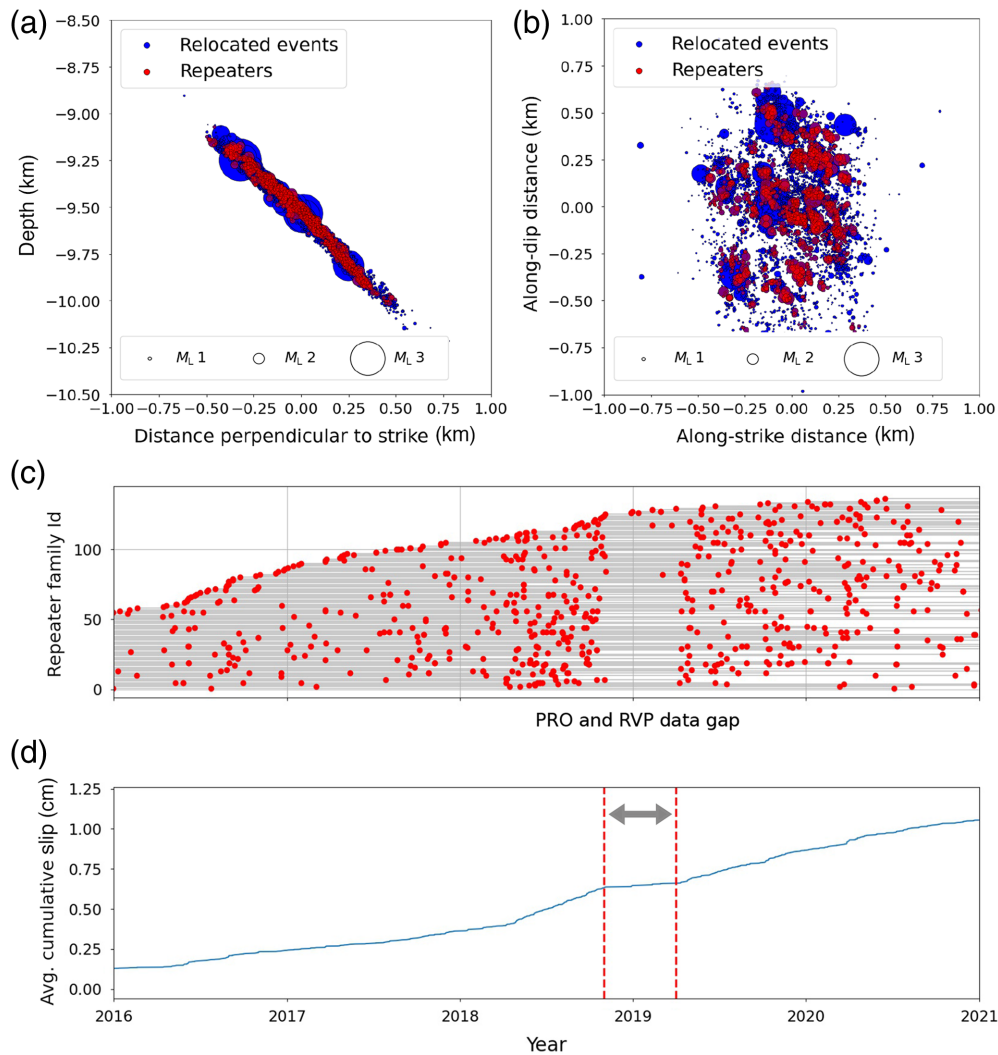 (a)
−8.50
−8.75
−9.00
−9.25
−9.50
−9.75
−10.00
−10.25
−10.50
Depth (km)
Relocated events
Repeaters
M_L 1 M_L 2 M_L 3
−1.00 −0.75 −0.50 −0.25 0.00 0.25 0.50 0.75 1.00
Distance perpendicular to strike (km)
(b)
1.00
0.75
0.50
0.25
0.00
−0.25
−0.50
−0.75
−1.00
Along-dip distance (km)
Relocated events
Repeaters
M_L 1 M_L 2 M_L 3
−1.00 −0.75 −0.50 −0.25 0.00 0.25 0.50 0.75 1.00
Along-strike distance (km)
(c)
100
50
0
Repeater family Id
PRO and RVP data gap
(d)
1.25
1.00
0.75
0.50
0.25
0.00
Avg. cumulative slip (cm)
2016 2017 2018 2019 2020 2021
Year